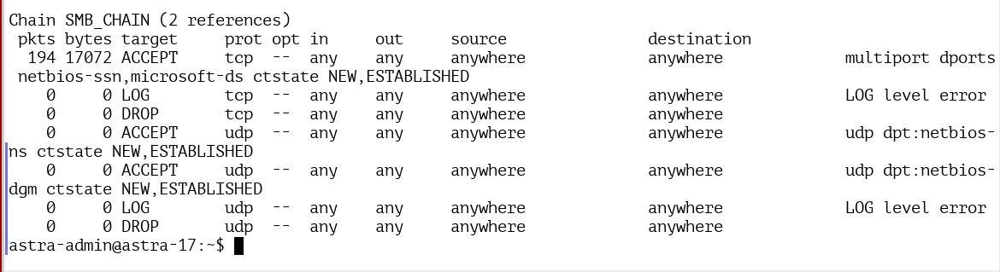 Chain SMB_CHAIN (2 references)
 pkts bytes target     prot opt in     out     source               destination
  194 17072 ACCEPT     tcp  --  any    any     anywhere             anywhere             multiport dports
 netbios-ssn,microsoft-ds ctstate NEW,ESTABLISHED
    0     0 LOG        tcp  --  any    any     anywhere             anywhere             LOG level error
    0     0 DROP       tcp  --  any    any     anywhere             anywhere
    0     0 ACCEPT     udp  --  any    any     anywhere             anywhere             udp dpt:netbios-
ns ctstate NEW,ESTABLISHED
    0     0 ACCEPT     udp  --  any    any     anywhere             anywhere             udp dpt:netbios-
dgm ctstate NEW,ESTABLISHED
    0     0 LOG        udp  --  any    any     anywhere             anywhere             LOG level error
    0     0 DROP       udp  --  any    any     anywhere             anywhere
astra-admin@astra-17:~$